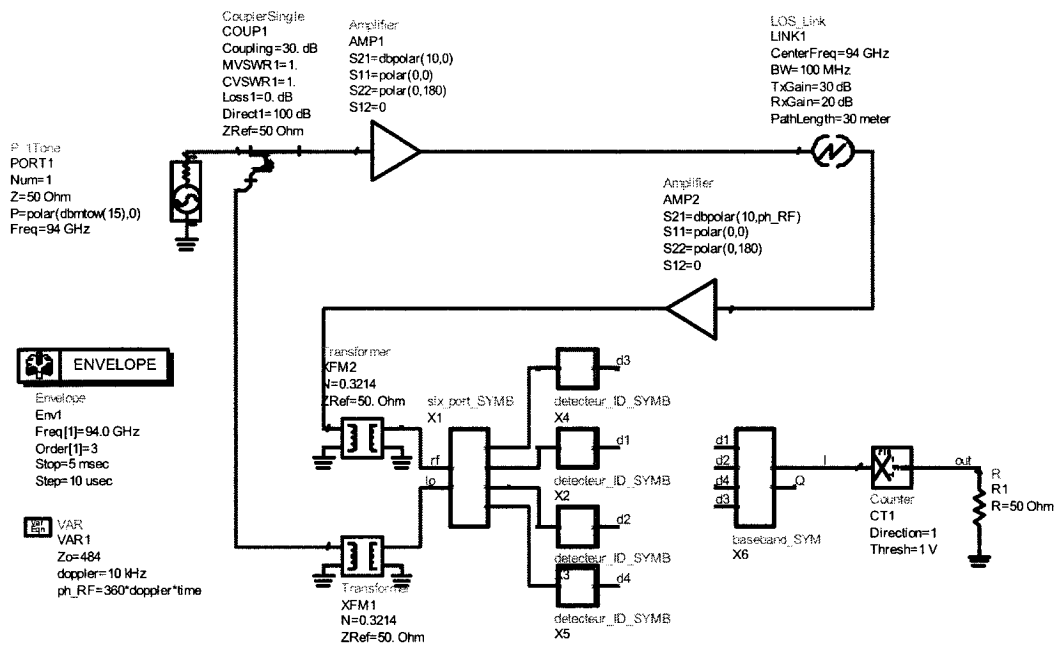 P_1Tone
PORT1
Num=1
Z=50 Ohm
P=polar(dbmtow(15),0)
Freq=94 GHz
CouplerSingle
COUP1
Coupling=30. dB
MVSWR1=1.
CVSWR1=1.
Loss1=0. dB
Direct1=100 dB
ZRef=50 Ohm
Amplifier
AMP1
S21=dbpolar(10,0)
S11=polar(0,0)
S22=polar(0,180)
S12=0
LOS_Link
LINK1
CenterFreq=94 GHz
BW=100 MHz
TxGain=30 dB
RxGain=20 dB
PathLength=30 meter
Amplifier
AMP2
S21=dbpolar(10,ph_RF)
S11=polar(0,0)
S22=polar(0,180)
S12=0
ENVELOPE
Envelope
Env1
Freq[1]=94.0 GHz
Order[1]=3
Stop=5 msec
Step=10 usec
Var
Eqn
VAR
VAR1
Zo=484
doppler=10 kHz
ph_RF=360*doppler*time
Transformer
XFM2
N=0.3214
ZRef=50. Ohm
Transformer
XFM1
N=0.3214
ZRef=50. Ohm
six_port_SYMB
X1
rf
lo
d3
detecteur_ID_SYMB
X4
d1
detecteur_ID_SYMB
X2
d2
detecteur_ID_SYMB
X3
d4
detecteur_ID_SYMB
X5
d1
d2
d4
d3
I
Q
baseband_SYM
X6
Counter
CT1
Direction=1
Thresh=1 V
out
R
R1
R=50 Ohm